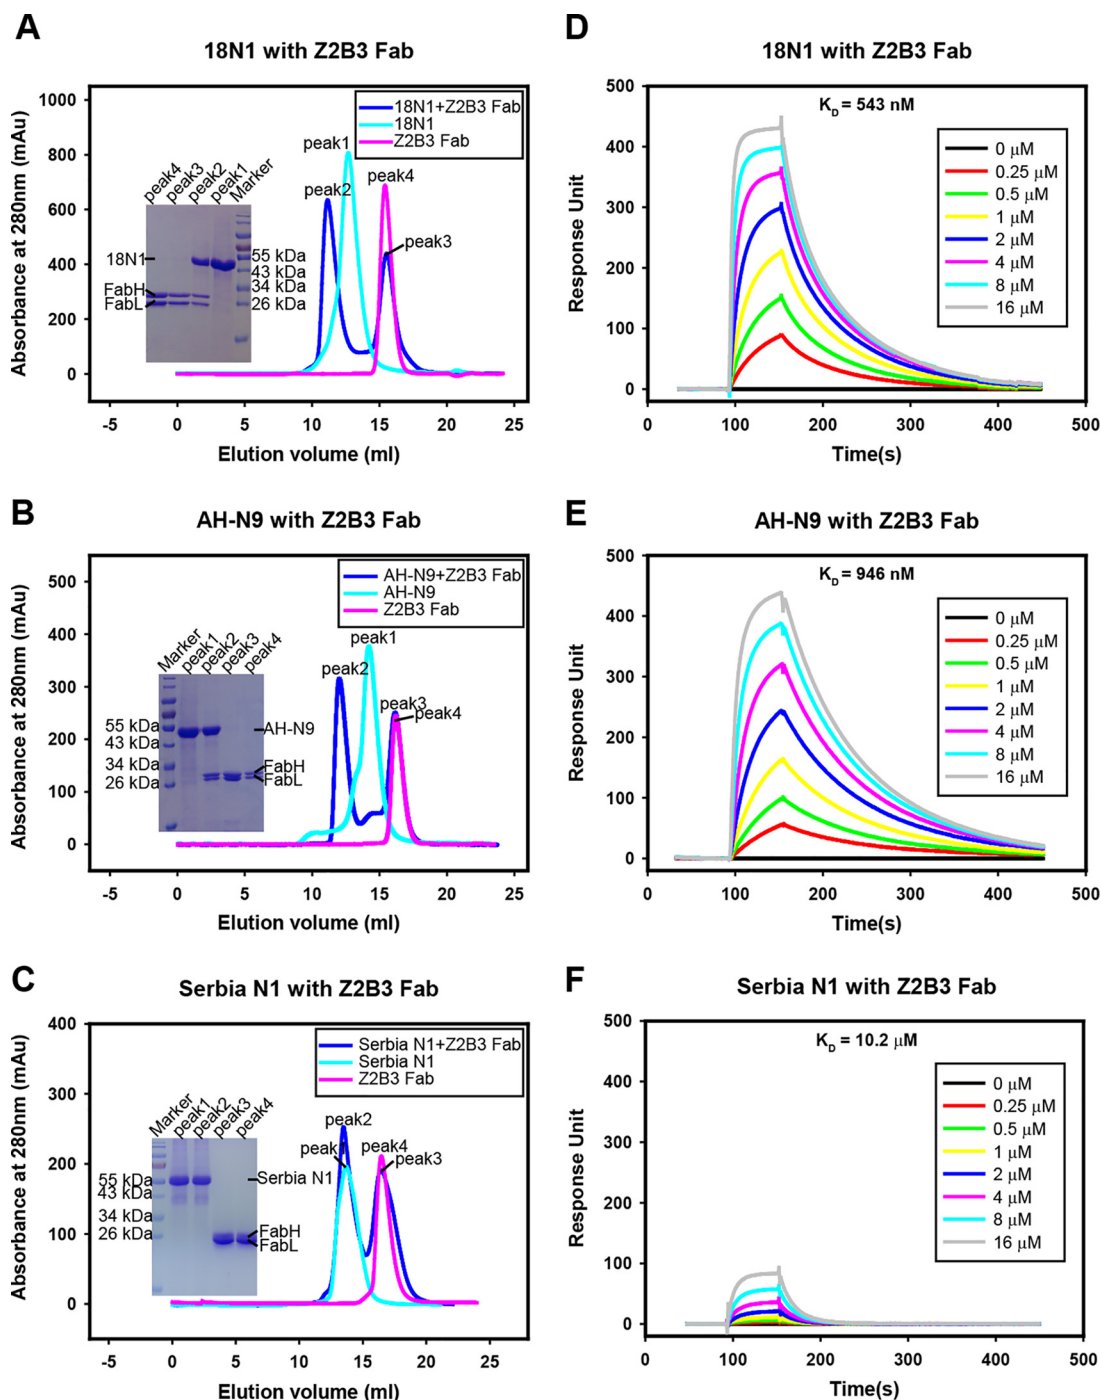 A
18N1 with Z2B3 Fab
Absorbance at 280nm (mAu)
1000
800
600
400
200
0
-5
0
5
10
15
20
25
Elution volume (ml)
18N1+Z2B3 Fab
18N1
Z2B3 Fab
peak1
peak2
peak4
peak3
peak4
peak3
peak2
peak1
Marker
18N1
FabH
FabL
55 kDa
43 kDa
34 kDa
26 kDa
D
18N1 with Z2B3 Fab
K_D = 543 nM
Response Unit
500
400
300
200
100
0
0
100
200
300
400
500
Time(s)
0 μM
0.25 μM
0.5 μM
1 μM
2 μM
4 μM
8 μM
16 μM
B
AH-N9 with Z2B3 Fab
Absorbance at 280nm (mAu)
500
400
300
200
100
0
-5
0
5
10
15
20
25
Elution volume (ml)
AH-N9+Z2B3 Fab
AH-N9
Z2B3 Fab
peak1
peak2
peak3
peak4
Marker
peak1
peak2
peak3
peak4
55 kDa
43 kDa
34 kDa
26 kDa
AH-N9
FabH
FabL
E
AH-N9 with Z2B3 Fab
K_D = 946 nM
Response Unit
500
400
300
200
100
0
0
100
200
300
400
500
Time(s)
0 μM
0.25 μM
0.5 μM
1 μM
2 μM
4 μM
8 μM
16 μM
C
Serbia N1 with Z2B3 Fab
Absorbance at 280nm (mAu)
400
300
200
100
0
-5
0
5
10
15
20
25
Elution volume (ml)
Serbia N1+Z2B3 Fab
Serbia N1
Z2B3 Fab
peak2
peak1
peak4
peak3
Marker
peak1
peak2
peak3
peak4
55 kDa
43 kDa
34 kDa
26 kDa
Serbia N1
FabH
FabL
F
Serbia N1 with Z2B3 Fab
K_D = 10.2 μM
Response Unit
500
400
300
200
100
0
0
100
200
300
400
500
Time(s)
0 μM
0.25 μM
0.5 μM
1 μM
2 μM
4 μM
8 μM
16 μM